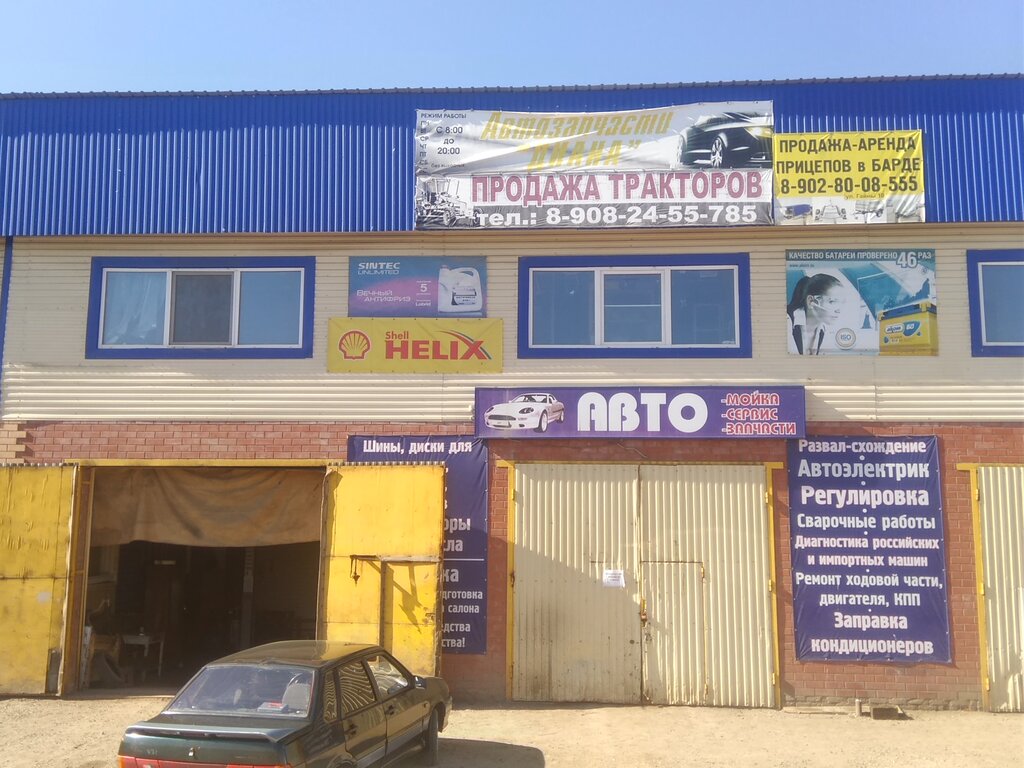 РЕЖИМ РАБОТЫ
С 8:00
до
20:00
Автозапчасти
"ДИАНА"
ПРОДАЖА ТРАКТОРОВ
тел.: 8-908-24-55-785
ПРОДАЖА-АРЕНДА
ПРИЦЕПОВ в БАРДЕ
8-902-80-08-555
SINTEC
UNLIMITED
ВЕЧНЫЙ
АНТИФРИЗ
5
Shell
HELIX
КАЧЕСТВО БАТАРЕИ ПРОВЕРЕНО 46 РАЗ
ISO
АВТО
-МОЙКА
-СЕРВИС
-ЗАПЧАСТИ
Шины, диски для
Развал-схождение
Автоэлектрик
Регулировка
Сварочные работы
Диагностика российских
и импортных машин
Ремонт ходовой части,
двигателя, КПП
Заправка
кондиционеров